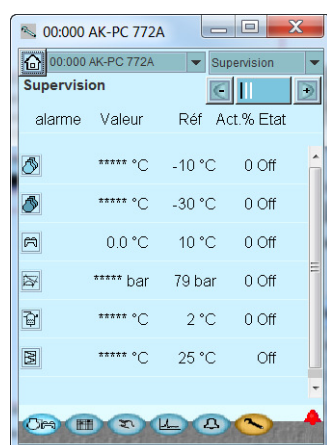 00:000 AK-PC 772A
00:000 AK-PC 772A Supervision
Supervision
alarme Valeur Réf Act.% Etat
***** °C -10 °C 0 Off
***** °C -30 °C 0 Off
0.0 °C 10 °C 0 Off
***** bar 79 bar 0 Off
***** °C 2 °C 0 Off
***** °C 25 °C Off